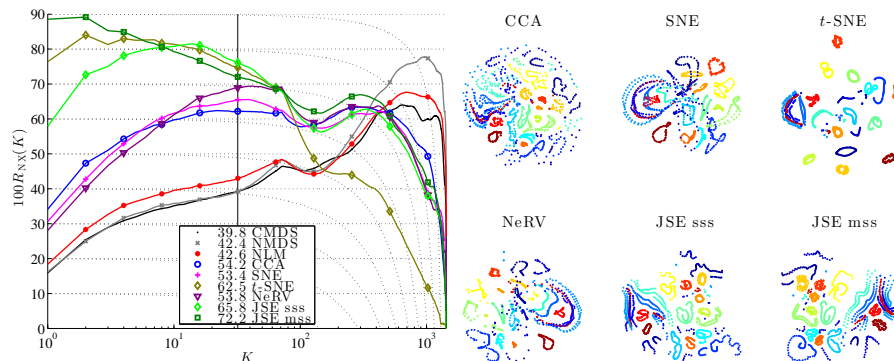 90
80
70
60
50
40
30
20
10
0
100R_NX(K)
10^0
10^1
10^2
10^3
K
39.8 CMDS
42.4 NMDS
42.6 NLM
54.2 CCA
53.4 SNE
62.5 t-SNE
53.8 NeRV
65.8 JSE sss
72.2 JSE mss
CCA
SNE
t-SNE
NeRV
JSE sss
JSE mss